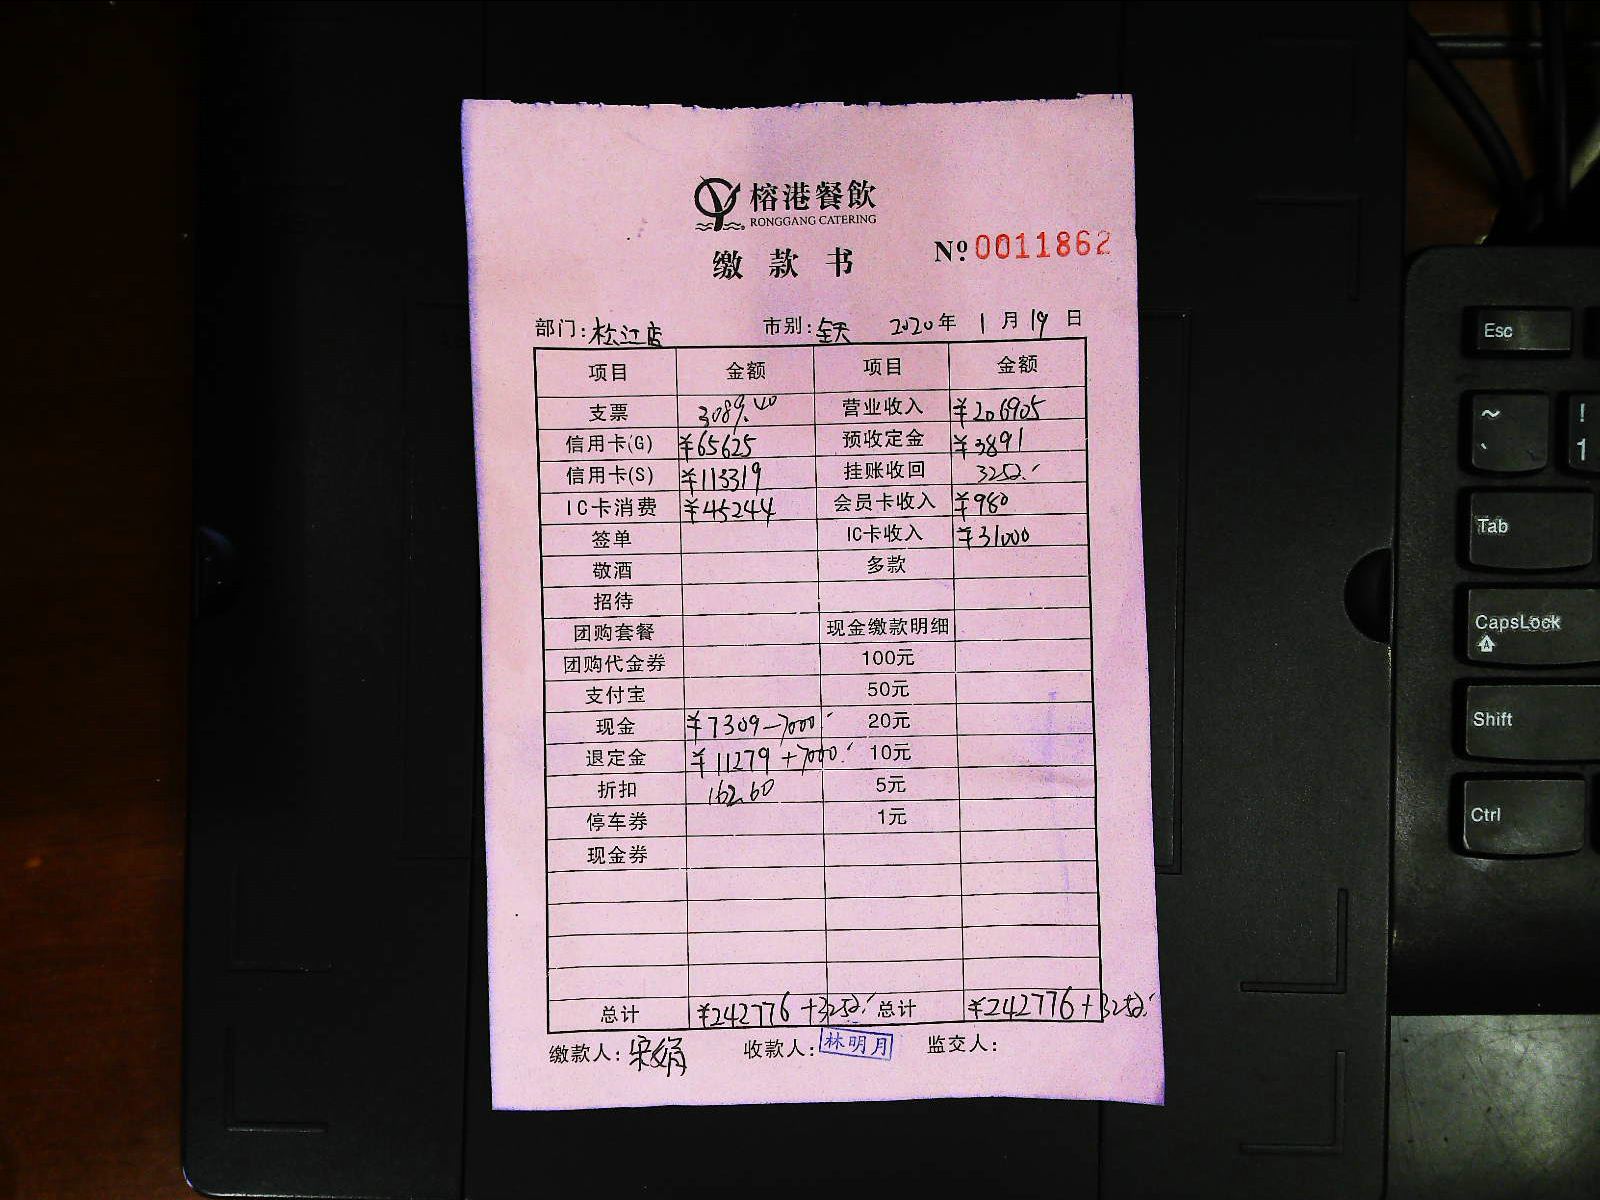 榕港餐飲
RONGGANG CATERING
缴款书 Nº 0011862
部门: 松江店 市别: 全天 2020年 1月 19日
项目 金额 项目 金额
支票 3089.40 营业收入 ¥206905
信用卡(G) ¥65625 预收定金 ¥3891
信用卡(S) ¥113319 挂账收回 3252.
IC卡消费 ¥45244 会员卡收入 ¥980
签单 IC卡收入 ¥31000
敬酒 多款
招待
团购套餐 现金缴款明细
团购代金券 100元
支付宝 50元
现金 ¥7309-7000. 20元
退定金 ¥11279+7000. 10元
折扣 162.60 5元
停车券 1元
现金券
总计 ¥242776+3252. 总计 ¥242776+3252.
缴款人: 宋娟 收款人: 林明月 监交人:
Esc
~ !
` 1
Tab
CapsLock
A
Shift
Ctrl